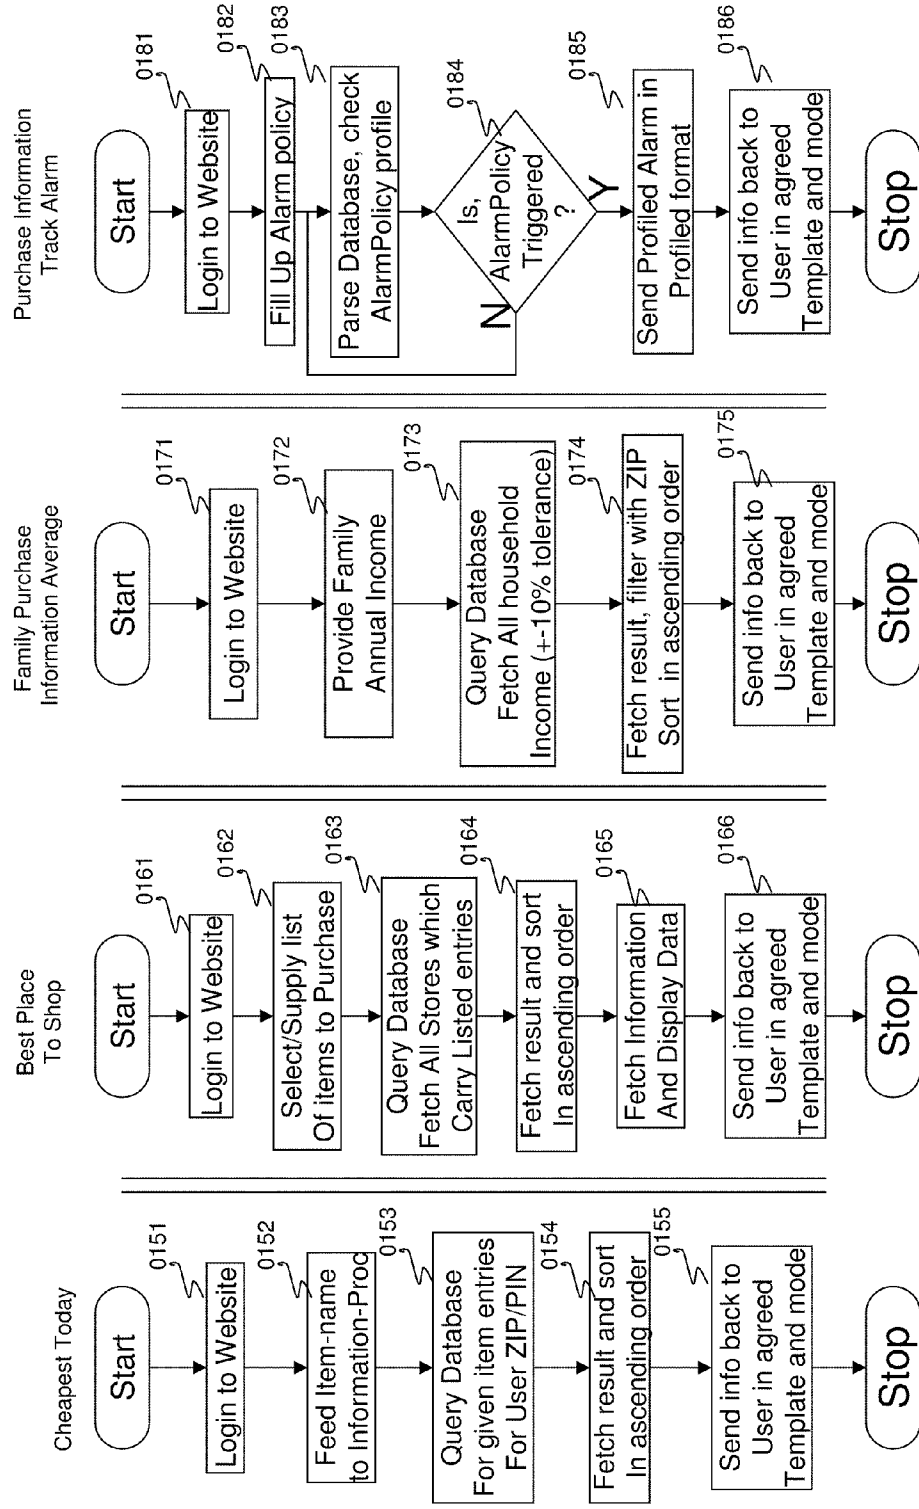 Cheapest Today
Start
0151
Login to Website
0152
Feed Item-name
to Information-Proc
0153
Query Database
For given item entries
For User ZIP/PIN
0154
Fetch result and sort
In ascending order
0155
Send info back to
User in agreed
Template and mode
Stop
Best Place
To Shop
Start
0161
Login to Website
0162
Select/Supply list
Of items to Purchase
0163
Query Database
Fetch All Stores which
Carry Listed entries
0164
Fetch result and sort
In ascending order
0165
Fetch Information
And Display Data
0166
Send info back to
User in agreed
Template and mode
Stop
Family Purchase
Information Average
Start
0171
Login to Website
0172
Provide Family
Annual Income
0173
Query Database
Fetch All household
Income (+-10% tolerance)
0174
Fetch result, filter with ZIP
Sort in ascending order
0175
Send info back to
User in agreed
Template and mode
Stop
Purchase Information
Track Alarm
Start
0181
Login to Website
0182
Fill Up Alarm policy
0183
Parse Database, check
AlarmPolicy profile
0184
Is,
AlarmPolicy
Triggered
?
N
Y
0185
Send Profiled Alarm in
Profiled format
0186
Send info back to
User in agreed
Template and mode
Stop